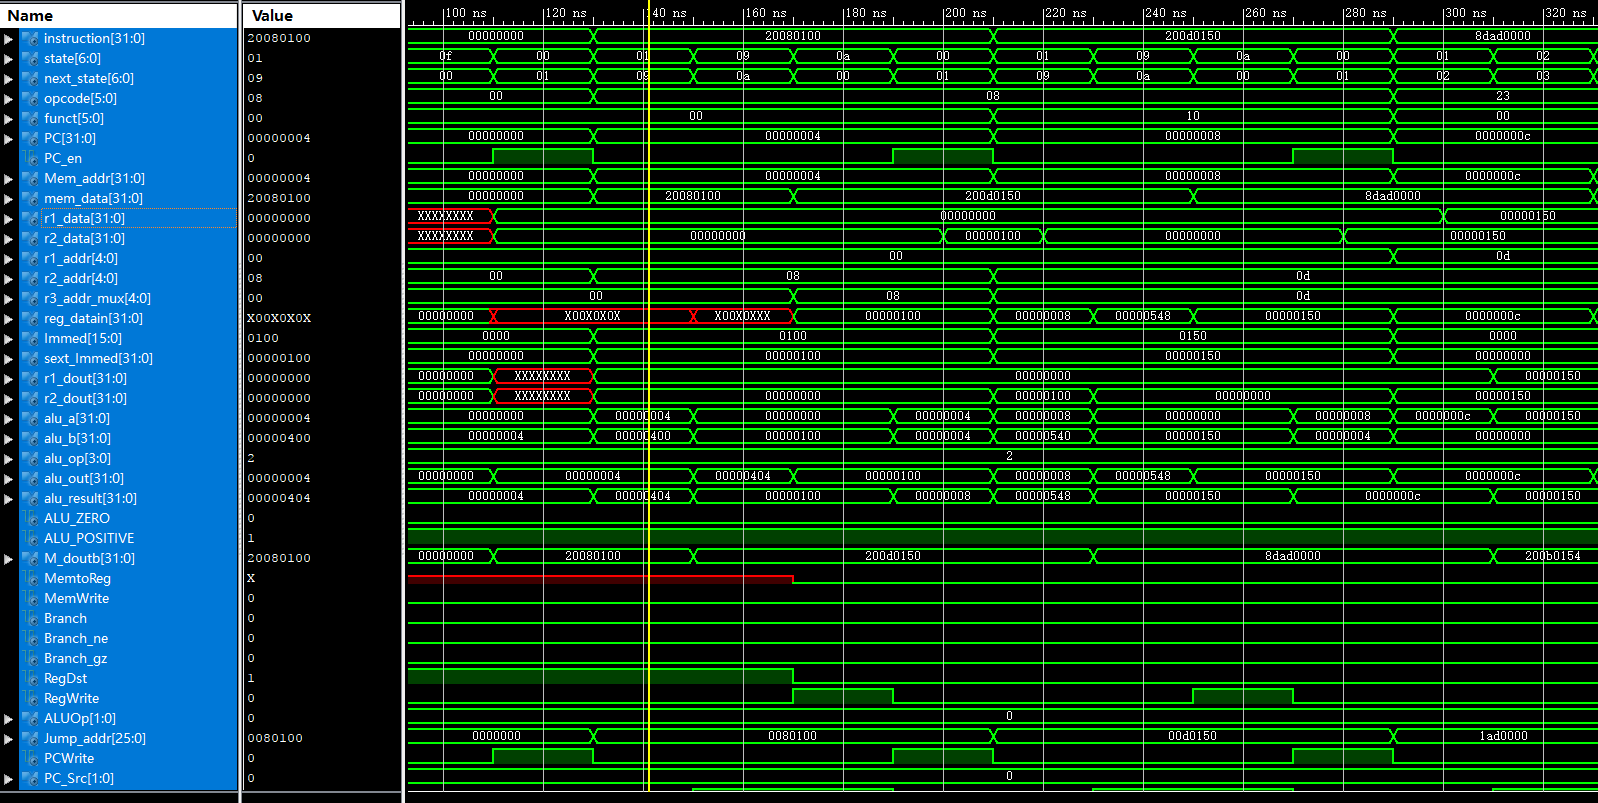 Name Value 100 ns 120 ns 140 ns 160 ns 180 ns 200 ns 220 ns 240 ns 260 ns 280 ns 300 ns 320 ns
instruction[31:0] 20080100 00000000 20080100 200d0150 8dad0000
state[6:0] 01 0f 00 01 09 0a 00 01 09 0a 00 01 02
next_state[6:0] 09 00 01 09 0a 00 01 09 0a 00 01 02 03
opcode[5:0] 08 00 08 23
funct[5:0] 00 00 10 00
PC[31:0] 00000004 00000000 00000004 00000008 0000000c
PC_en 0
Mem_addr[31:0] 00000004 00000000 00000004 00000008 0000000c
mem_data[31:0] 20080100 00000000 20080100 200d0150 8dad0000
r1_data[31:0] 00000000 XXXXXXXX 00000000 00000150
r2_data[31:0] 00000000 XXXXXXXX 00000000 00000100 00000000 00000150
r1_addr[4:0] 00 00 0d
r2_addr[4:0] 08 00 08 0d
r3_addr_mux[4:0] 00 00 08 0d
reg_datain[31:0] X00X0X0X 00000000 X00X0X0X X00X0XXX 00000100 00000008 00000548 00000150 0000000c
Immed[15:0] 0100 0000 0100 0150 0000
sext_Immed[31:0] 00000100 00000000 00000100 00000150 00000000
r1_dout[31:0] 00000000 00000000 XXXXXXXX 00000000 00000150
r2_dout[31:0] 00000000 00000000 XXXXXXXX 00000000 00000100 00000000 00000150
alu_a[31:0] 00000004 00000000 00000004 00000000 00000004 00000008 00000000 00000008 0000000c 00000150
alu_b[31:0] 00000400 00000004 00000400 00000100 00000004 00000540 00000150 00000004 00000000
alu_op[3:0] 2 2
alu_out[31:0] 00000004 00000000 00000004 00000404 00000100 00000008 00000548 00000150 0000000c
alu_result[31:0] 00000404 00000004 00000404 00000100 00000008 00000548 00000150 0000000c 00000150
ALU_ZERO 0
ALU_POSITIVE 1
M_doutb[31:0] 20080100 00000000 20080100 200d0150 8dad0000 200b0154
MemtoReg X
MemWrite 0
Branch 0
Branch_ne 0
Branch_gz 0
RegDst 1
RegWrite 0
ALUOp[1:0] 0 0
Jump_addr[25:0] 0080100 0000000 0080100 00d0150 1ad0000
PCWrite 0
PC_Src[1:0] 0 0